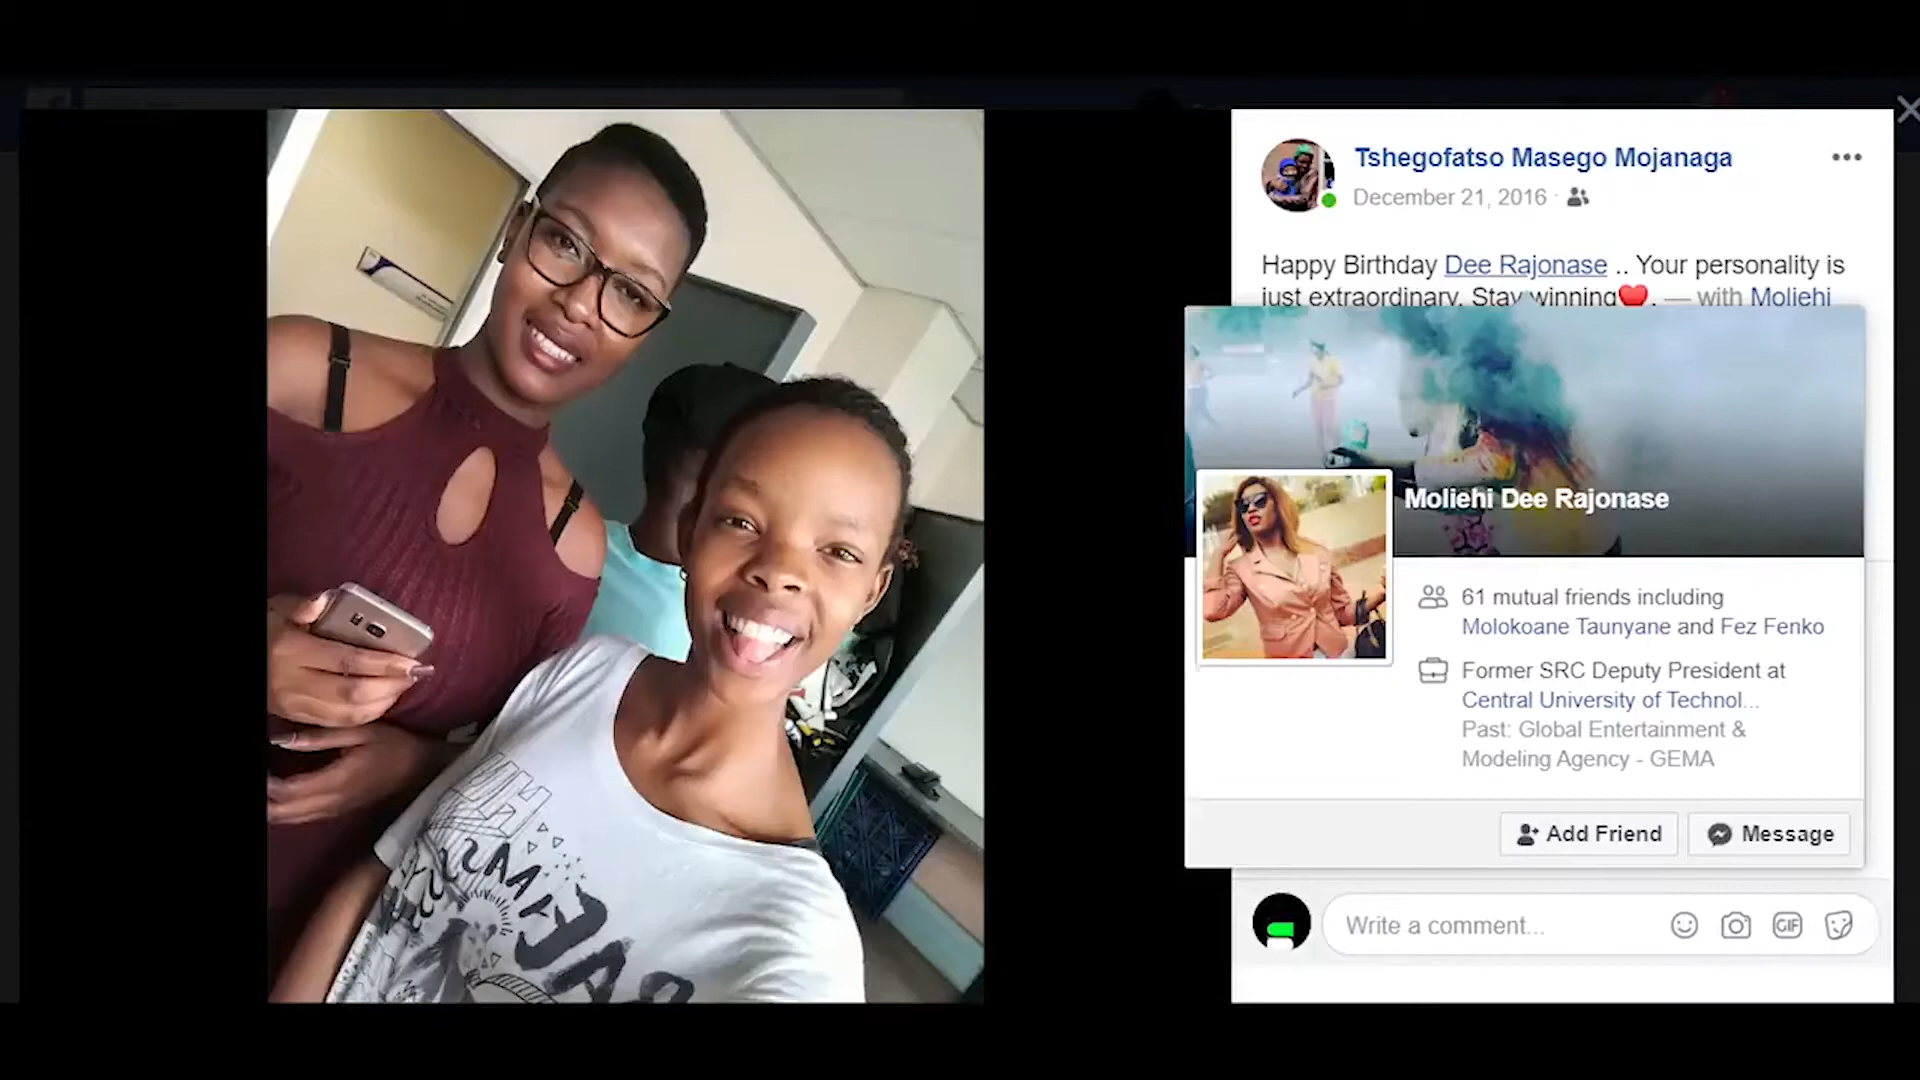 Tshegofatso Masego Mojanaga
December 21, 2016 ·
Happy Birthday Dee Rajonase .. Your personality is
just extraordinary. Stay winning❤️. — with Moliehi
Moliehi Dee Rajonase
61 mutual friends including
Molokoane Taunyane and Fez Fenko
Former SRC Deputy President at
Central University of Technol...
Past: Global Entertainment &
Modeling Agency - GEMA
Add Friend
Message
Write a comment...
GIF